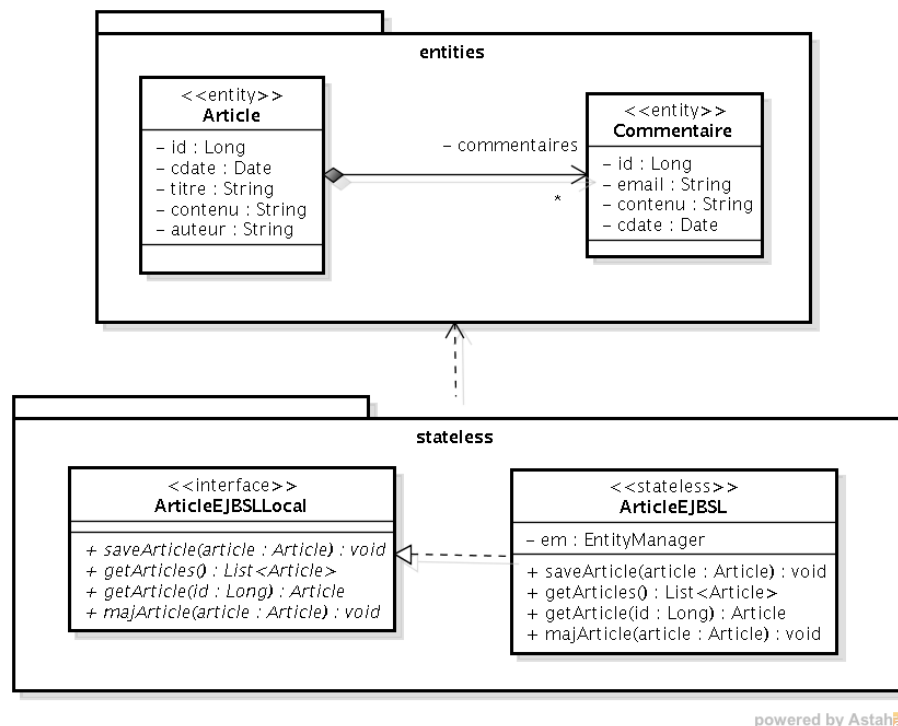 entities
<<entity>>
Article
– id : Long
– cdate : Date
– titre : String
– contenu : String
– auteur : String
– commentaires
*
<<entity>>
Commentaire
– id : Long
– email : String
– contenu : String
– cdate : Date
stateless
<<interface>>
ArticleEJBSLLocal
+ saveArticle(article : Article) : void
+ getArticles() : List<Article>
+ getArticle(id : Long) : Article
+ majArticle(article : Article) : void
<<stateless>>
ArticleEJBSL
– em : EntityManager
+ saveArticle(article : Article) : void
+ getArticles() : List<Article>
+ getArticle(id : Long) : Article
+ majArticle(article : Article) : void
powered by Astah